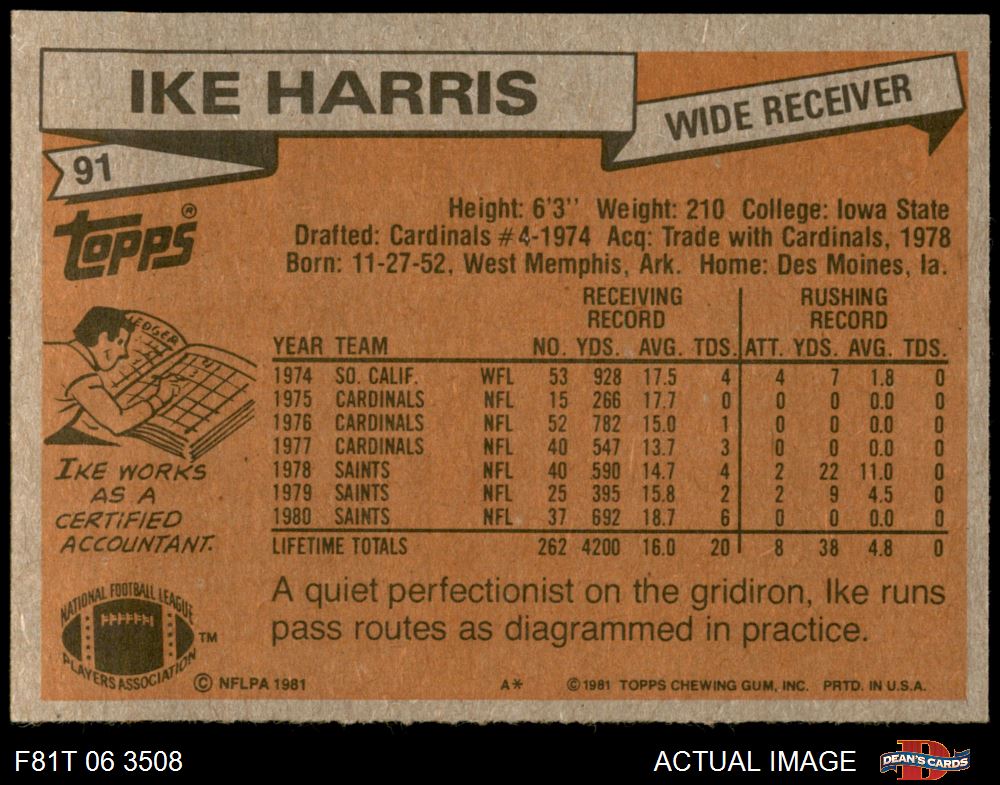 IKE HARRIS
WIDE RECEIVER
91
Topps®
Height: 6'3'' Weight: 210 College: Iowa State
Drafted: Cardinals #4-1974 Acq: Trade with Cardinals, 1978
Born: 11-27-52, West Memphis, Ark. Home: Des Moines, Ia.
LEDGER
IKE WORKS
AS A
CERTIFIED
ACCOUNTANT.
RECEIVING RUSHING
RECORD RECORD
YEAR TEAM NO. YDS. AVG. TDS. ATT. YDS. AVG. TDS.
1974 SO. CALIF. WFL 53 928 17.5 4 4 7 1.8 0
1975 CARDINALS NFL 15 266 17.7 0 0 0 0.0 0
1976 CARDINALS NFL 52 782 15.0 1 0 0 0.0 0
1977 CARDINALS NFL 40 547 13.7 3 0 0 0.0 0
1978 SAINTS NFL 40 590 14.7 4 2 22 11.0 0
1979 SAINTS NFL 25 395 15.8 2 2 9 4.5 0
1980 SAINTS NFL 37 692 18.7 6 0 0 0.0 0
LIFETIME TOTALS 262 4200 16.0 20 8 38 4.8 0
A quiet perfectionist on the gridiron, Ike runs
pass routes as diagrammed in practice.
NATIONAL FOOTBALL LEAGUE
PLAYERS ASSOCIATION
TM
© NFLPA 1981 A* © 1981 TOPPS CHEWING GUM, INC. PRTD. IN U.S.A.
F81T 06 3508 ACTUAL IMAGE
D
DEAN'S CARDS